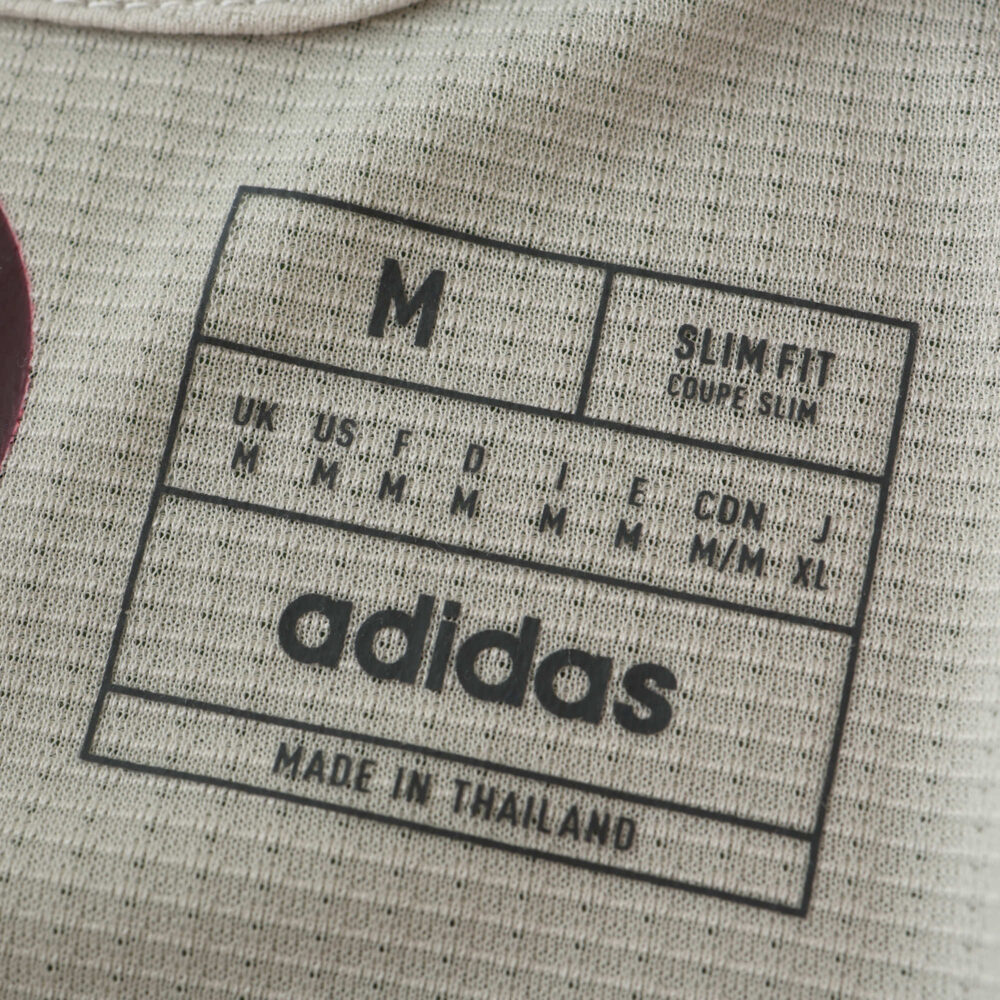 M
SLIM FIT
COUPE SLIM
UK US F D I E CDN J
M M M M M M M/M XL
adidas
MADE IN THAILAND